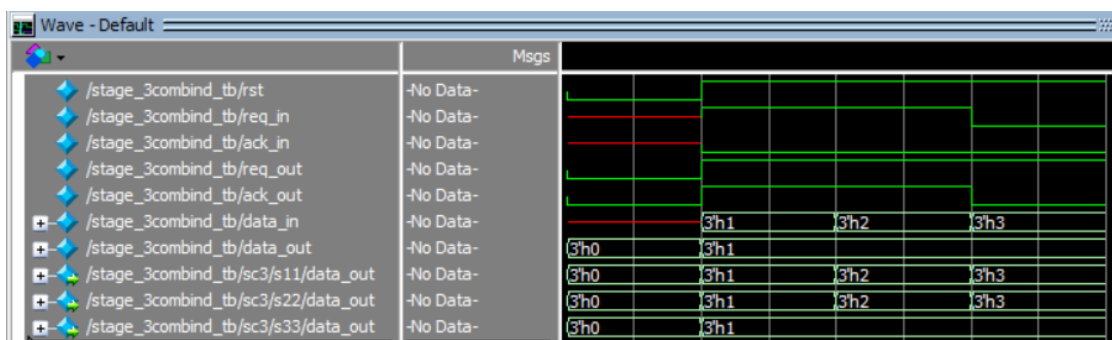 Wave - Default
Msgs
/stage_3combind_tb/rst -No Data-
/stage_3combind_tb/req_in -No Data-
/stage_3combind_tb/ack_in -No Data-
/stage_3combind_tb/req_out -No Data-
/stage_3combind_tb/ack_out -No Data-
/stage_3combind_tb/data_in -No Data- 3'h1 3'h2 3'h3
/stage_3combind_tb/data_out -No Data- 3'h0 3'h1
/stage_3combind_tb/sc3/s11/data_out -No Data- 3'h0 3'h1 3'h2 3'h3
/stage_3combind_tb/sc3/s22/data_out -No Data- 3'h0 3'h1 3'h2 3'h3
/stage_3combind_tb/sc3/s33/data_out -No Data- 3'h0 3'h1